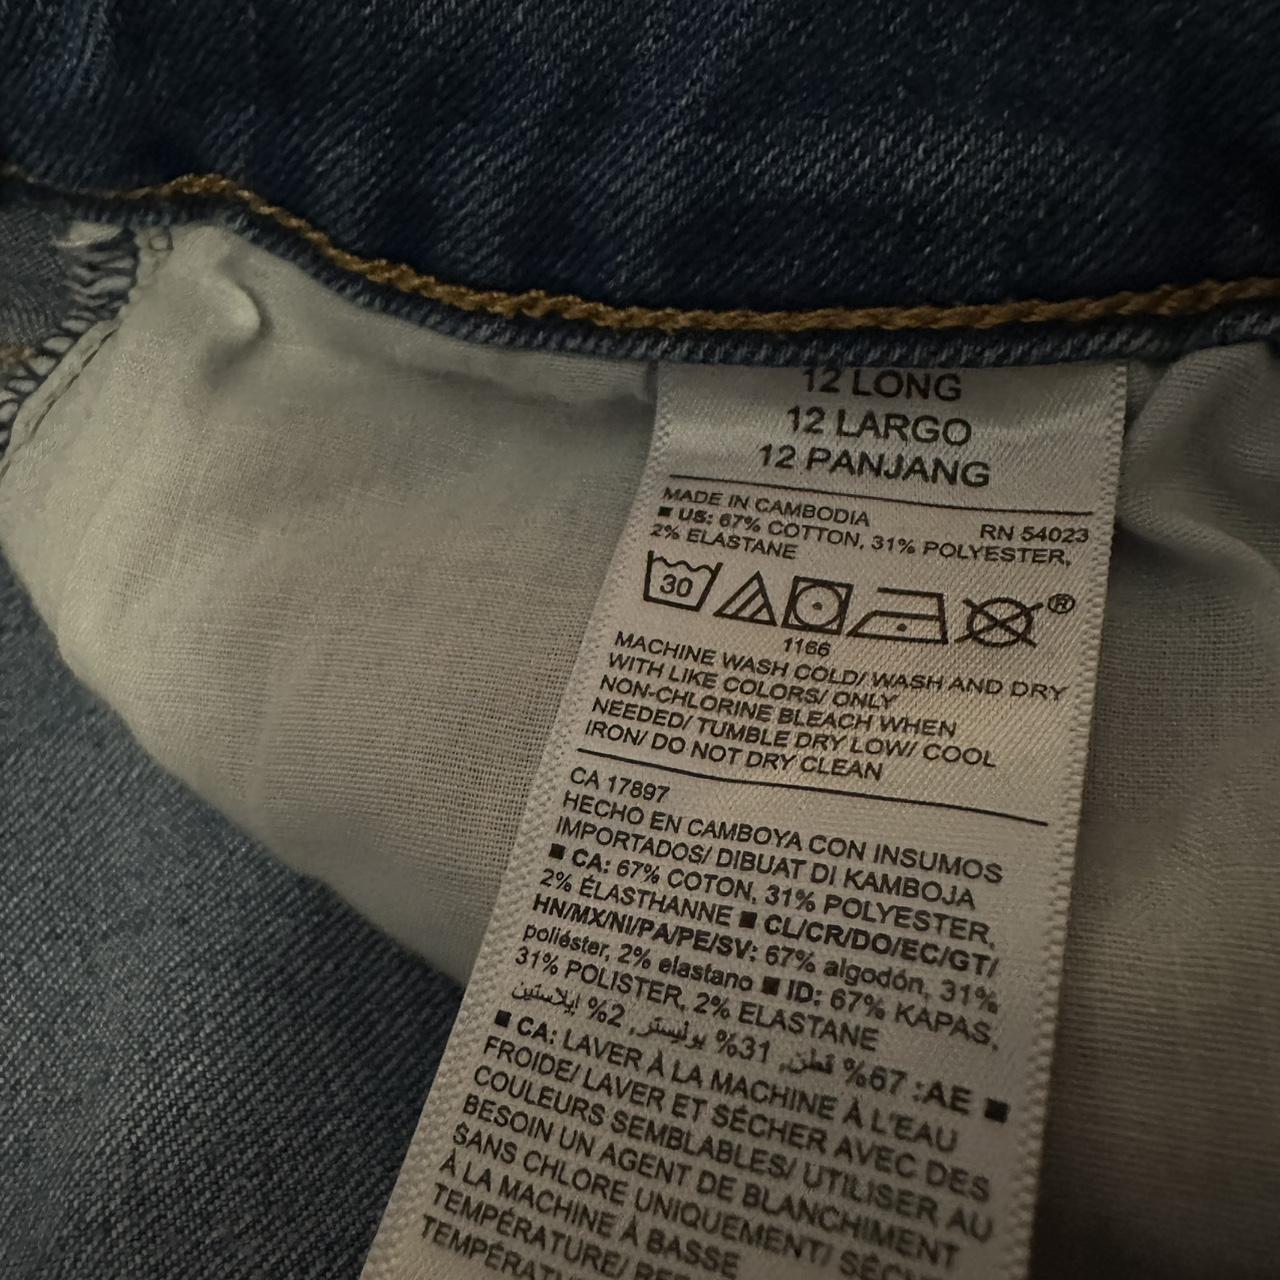 12 LONG
12 LARGO
12 PANJANG
MADE IN CAMBODIA
RN 54023
■ US: 67% COTTON, 31% POLYESTER,
2% ELASTANE
30
®
1166
MACHINE WASH COLD/ WASH AND DRY
WITH LIKE COLORS/ ONLY
NON-CHLORINE BLEACH WHEN
NEEDED/ TUMBLE DRY LOW/ COOL
IRON/ DO NOT DRY CLEAN
CA 17897
HECHO EN CAMBOYA CON INSUMOS
IMPORTADOS/ DIBUAT DI KAMBOJA
■ CA: 67% COTON, 31% POLYESTER,
2% ÉLASTHANNE ■ CL/CR/DO/EC/GT/
HN/MX/NI/PA/PE/SV: 67% algodón, 31%
poliéster, 2% elastano ■ ID: 67% KAPAS,
31% POLISTER, 2% ELASTANE
■ AE: 67% قطن, 31% بوليستر, 2% إيلاستين
■ CA: LAVER À LA MACHINE À L'EAU
FROIDE/ LAVER ET SÉCHER AVEC DES
COULEURS SEMBLABLES/ UTILISER AU
BESOIN UN AGENT DE BLANCHIMENT
SANS CHLORE UNIQUEMENT/
À LA MACHINE À BASSE
TEMPÉRATURE/